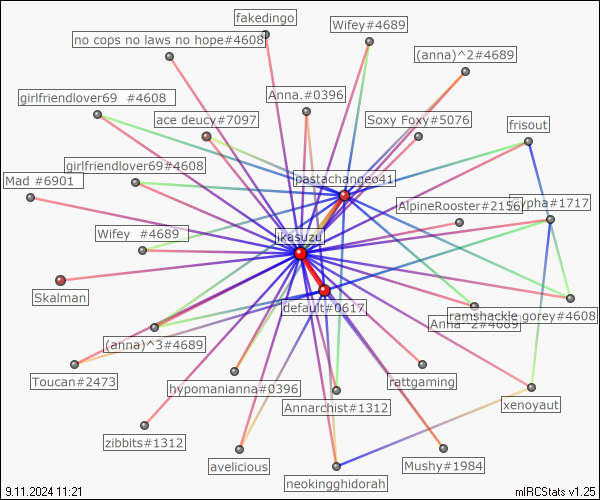 fakedingo
Wifey#4689
no cops no laws no hope#4608
(anna)^2#4689
girlfriendlover69 #4608
Anna.#0396
ace deucy#7097
Soxy Foxy#5076
frisout
girlfriendlover69#4608
pastachangeo41
Mad #6901
AlpineRooster#2156
cypha#1717
Wifey #4689
ikasuzu
Skalman
default#0617
ramshackle gorey#4608
Anna^2#4689
(anna)^3#4689
Toucan#2473
hypomanianna#0396
rattgaming
Annarchist#1312
xenoyaut
zibbits#1312
avelicious
Mushy#1984
neokingghidorah
9.11.2024 11:21
mIRCStats v1.25